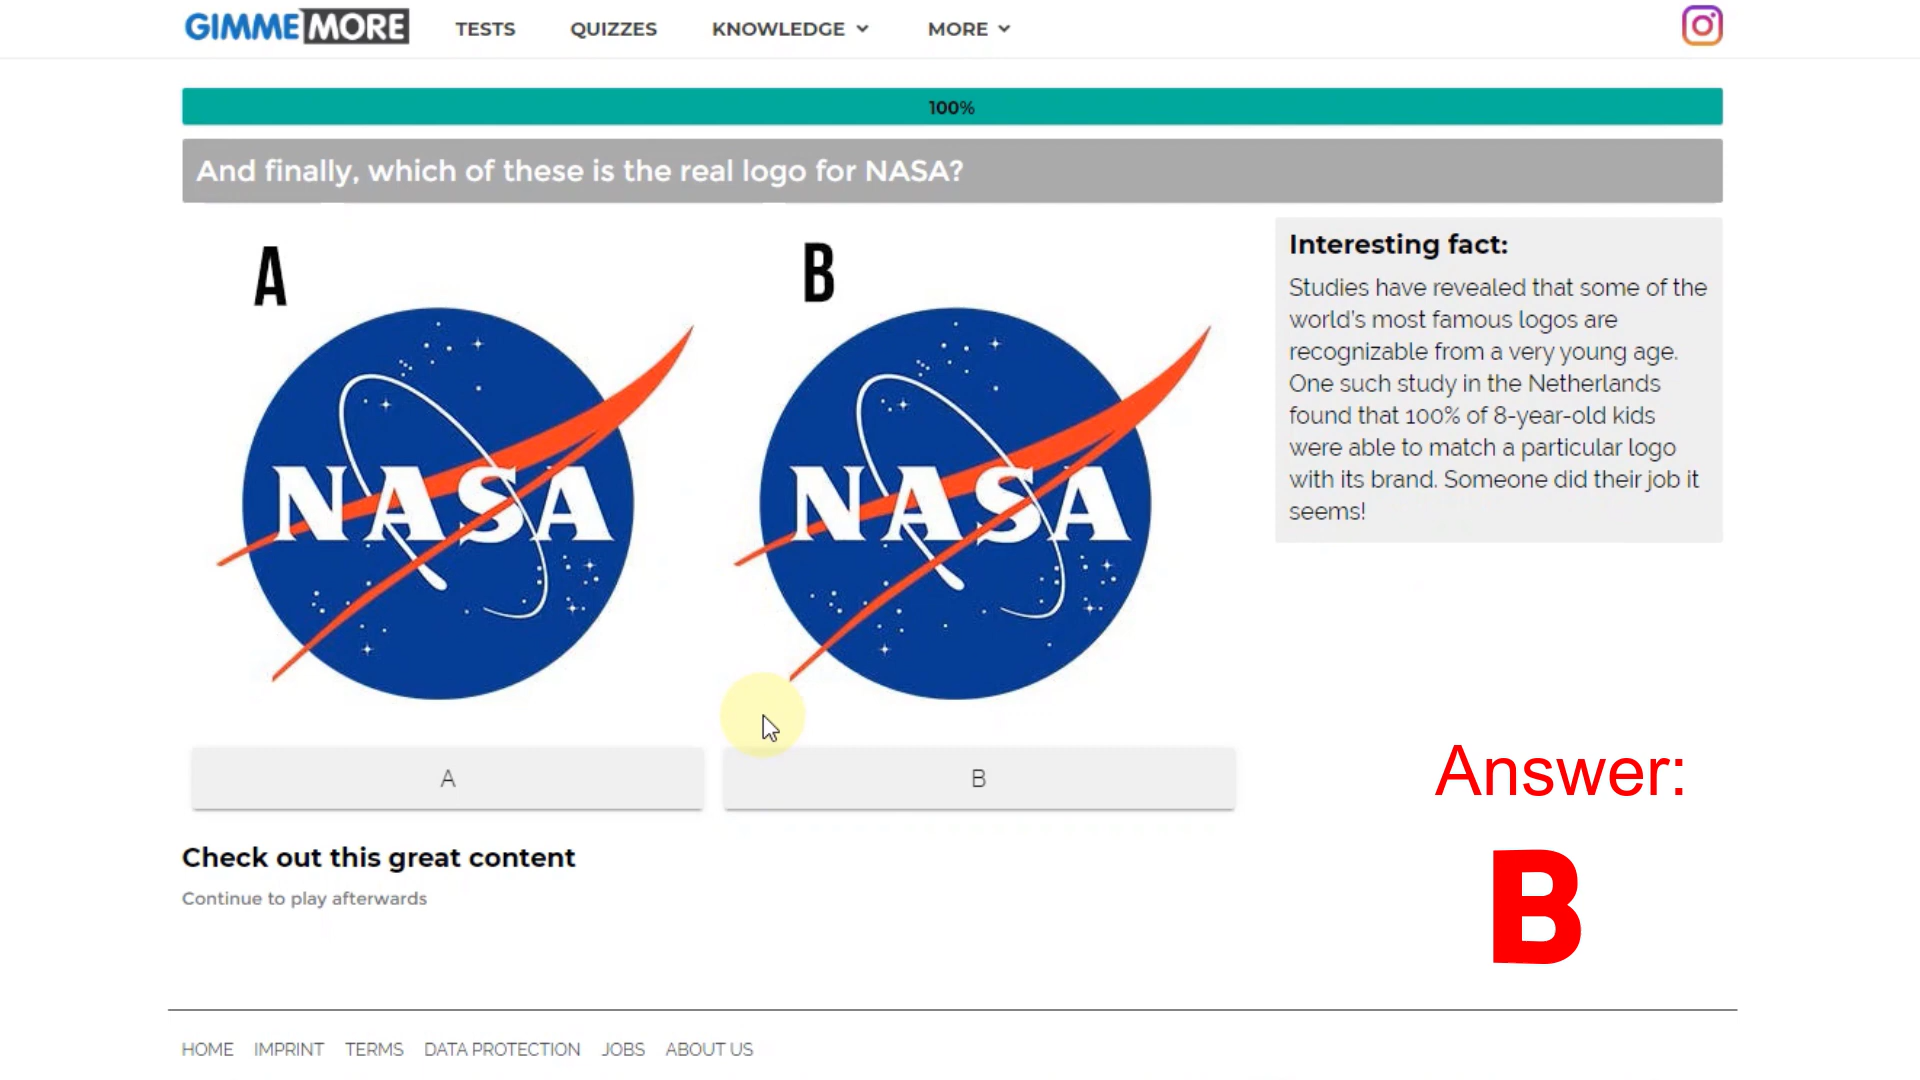 GIMMEMORE TESTS QUIZZES KNOWLEDGE MORE
100%
And finally, which of these is the real logo for NASA?
A B
NASA NASA
Interesting fact:
Studies have revealed that some of the
world's most famous logos are
recognizable from a very young age.
One such study in the Netherlands
found that 100% of 8-year-old kids
were able to match a particular logo
with its brand. Someone did their job it
seems!
A B
Answer:
B
Check out this great content
Continue to play afterwards
HOME IMPRINT TERMS DATA PROTECTION JOBS ABOUT US